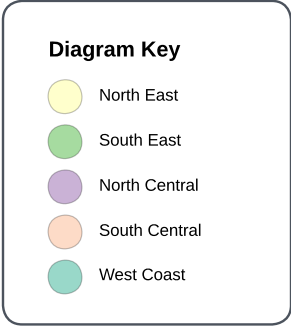 Diagram Key
North East
South East
North Central
South Central
West Coast